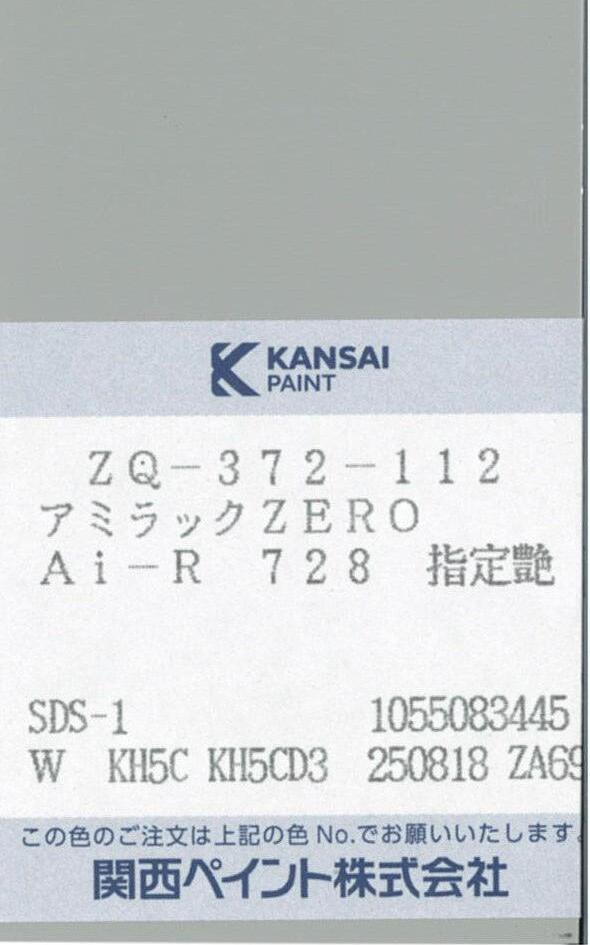 KANSAI
PAINT
ZQ-372-112
アミラックZERO
Ai-R 728 指定艶
SDS-1 1055083445
W KH5C KH5CD3 250818 ZA69
この色のご注文は上記の色No.でお願いいたします。
関西ペイント株式会社